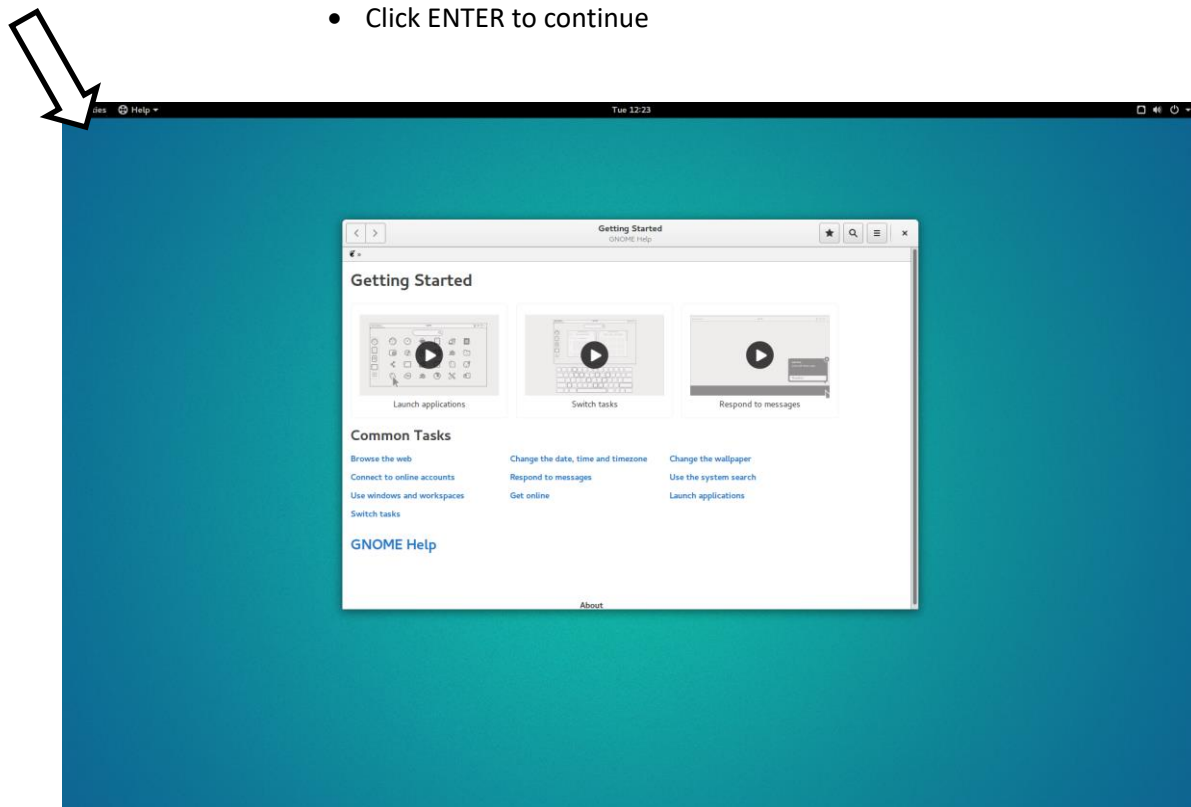 • Click ENTER to continue
Help
Tue 12:23
Getting Started
GNOME Help
Getting Started
Launch applications
Switch tasks
Respond to messages
Common Tasks
Browse the web
Change the date, time and timezone
Change the wallpaper
Connect to online accounts
Respond to messages
Use the system search
Use windows and workspaces
Get online
Launch applications
Switch tasks
GNOME Help
About